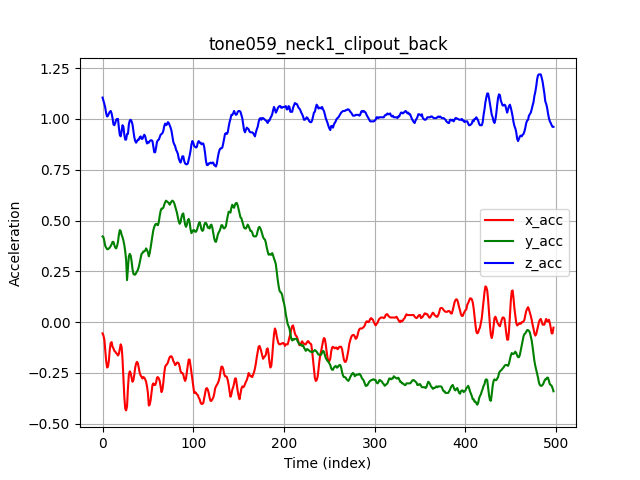 tone059_neck1_clipout_back
1.25
1.00
0.75
0.50
0.25
0.00
−0.25
−0.50
Acceleration
x_acc
y_acc
z_acc
0 100 200 300 400 500
Time (index)